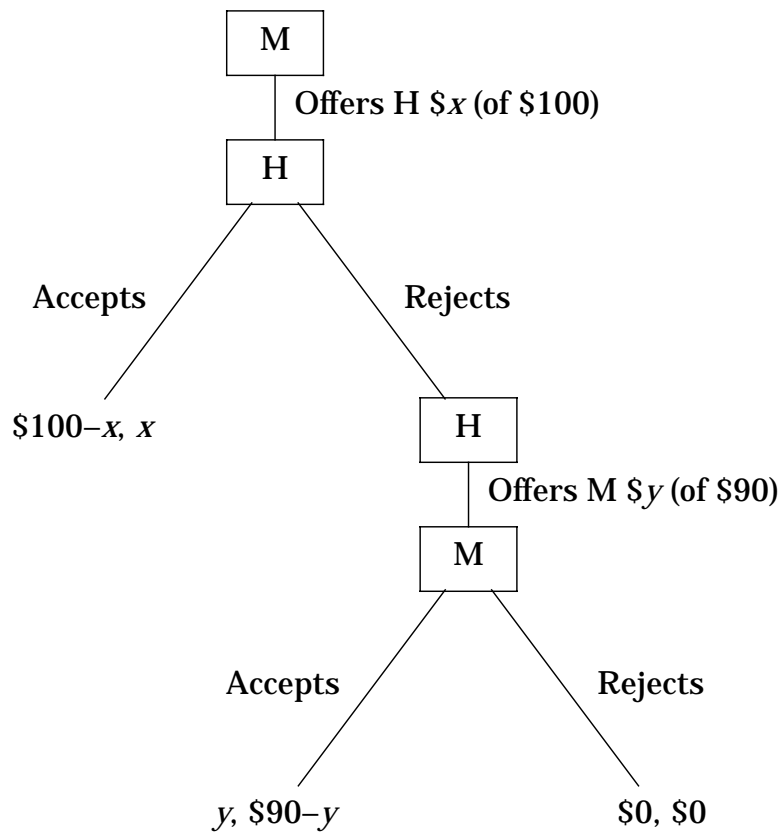 M
Offers H $x (of $100)
H
Accepts
Rejects
$100–x, x
H
Offers M $y (of $90)
M
Accepts
Rejects
y, $90–y
$0, $0